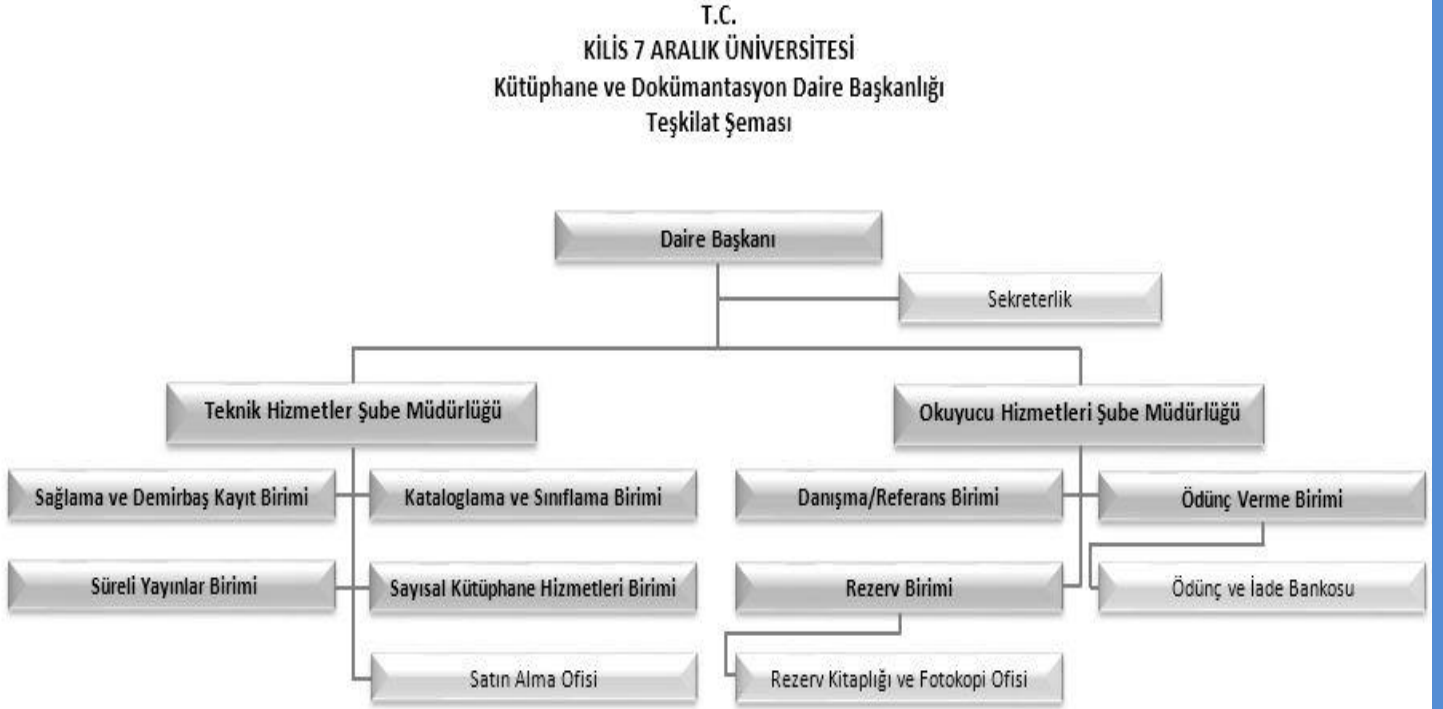 T.C.
KİLİS 7 ARALIK ÜNİVERSİTESİ
Kütüphane ve Dokümantasyon Daire Başkanlığı
Teşkilat Şeması
Daire Başkanı
Sekreterlik
Teknik Hizmetler Şube Müdürlüğü
Okuyucu Hizmetleri Şube Müdürlüğü
Sağlama ve Demirbaş Kayıt Birimi
Kataloglama ve Sınıflama Birimi
Danışma/Referans Birimi
Ödünç Verme Birimi
Süreli Yayınlar Birimi
Sayısal Kütüphane Hizmetleri Birimi
Rezerv Birimi
Ödünç ve İade Bankosu
Satın Alma Ofisi
Rezerv Kitaplığı ve Fotokopi Ofisi